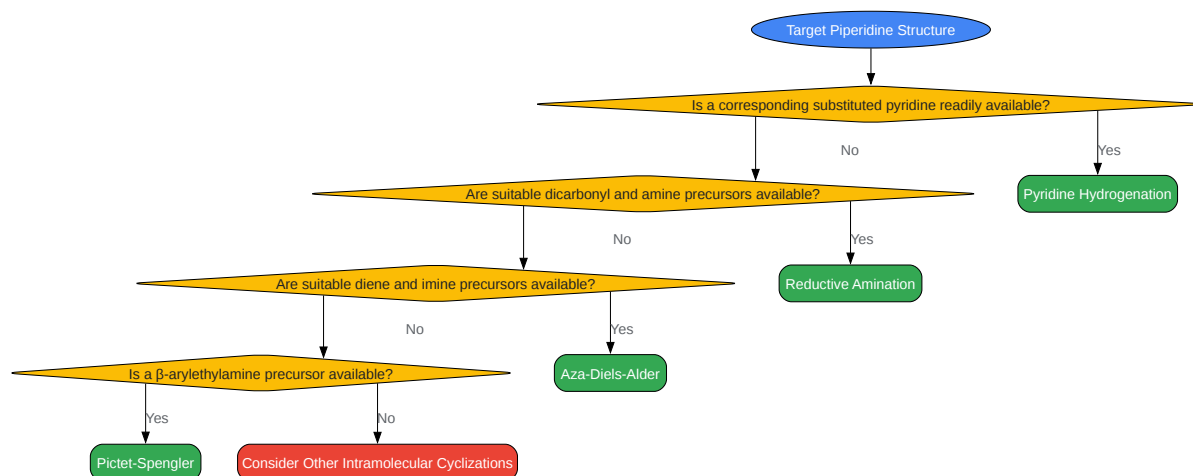 Target Piperidine Structure
Is a corresponding substituted pyridine readily available?
No
Yes
Are suitable dicarbonyl and amine precursors available?
Pyridine Hydrogenation
No
Yes
Are suitable diene and imine precursors available?
Reductive Amination
No
Yes
Is a β-arylethylamine precursor available?
Aza-Diels-Alder
Yes
No
Pictet-Spengler
Consider Other Intramolecular Cyclizations